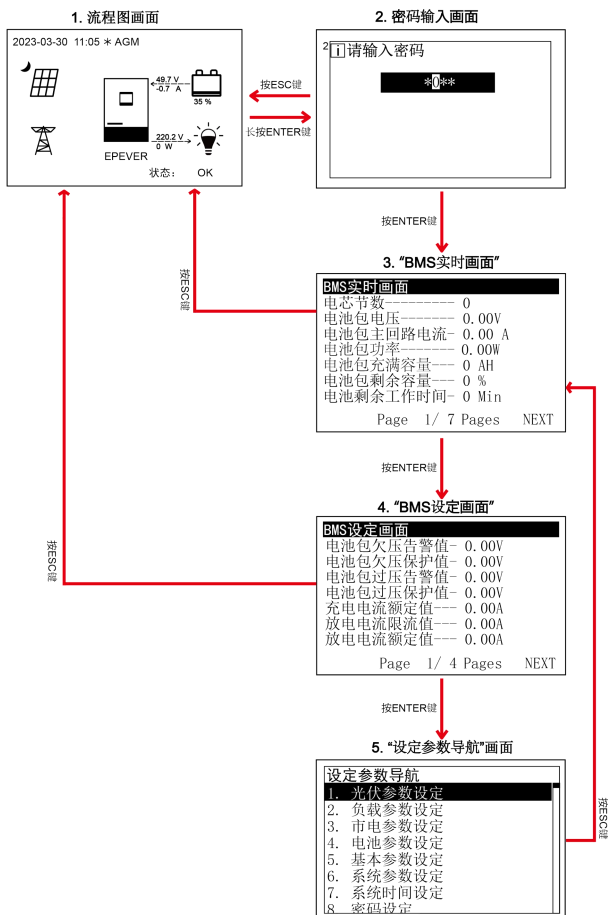 1. 流程图画面
2023-03-30 11:05 ＊ AGM
49.7 V
-0.7 A
35 %
220.2 V
0 W
EPEVER
状态： OK
按ESC键
长按ENTER键
2. 密码输入画面
2 i 请输入密码
*0**
按ENTER键
3. “BMS实时画面”
BMS实时画面
电芯节数--------- 0
电池包电压------- 0.00V
电池包主回路电流- 0.00 A
电池包功率------- 0.00W
电池包充满容量--- 0 AH
电池包剩余容量--- 0 %
电池剩余工作时间- 0 Min
Page 1/ 7 Pages NEXT
按ESC键
按ENTER键
4. “BMS设定画面”
BMS设定画面
电池包欠压告警值- 0.00V
电池包欠压保护值- 0.00V
电池包过压告警值- 0.00V
电池包过压保护值- 0.00V
充电电流额定值--- 0.00A
放电电流限流值--- 0.00A
放电电流额定值--- 0.00A
Page 1/ 4 Pages NEXT
按ESC键
按ENTER键
5. “设定参数导航”画面
设定参数导航
1. 光伏参数设定
2. 负载参数设定
3. 市电参数设定
4. 电池参数设定
5. 基本参数设定
6. 系统参数设定
7. 系统时间设定
8. 密码设定
按ESC键